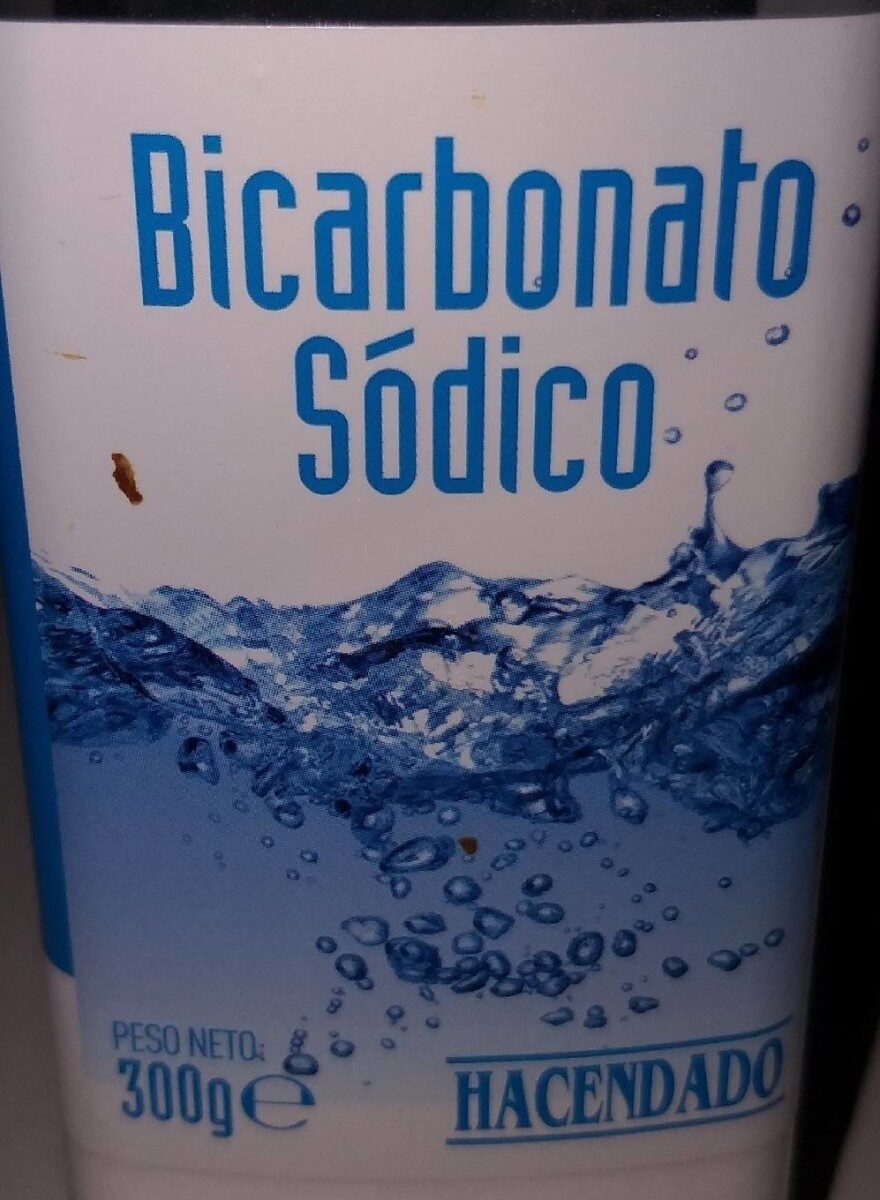 Bicarbonato
Sódico
PESO NETO:
300g ℮
HACENDADO